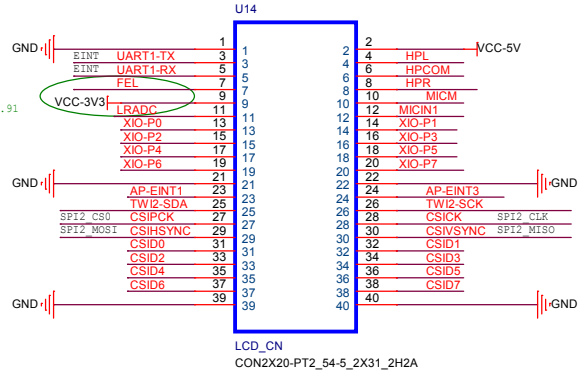 U14
GND 1 1 2 2 VCC-5V
EINT UART1-TX 3 3 4 4 HPL
EINT UART1-RX 5 5 6 6 HPCOM
FEL 7 7 8 8 HPR
VCC-3V3 9 9 10 10 MICM
.91 LRADC 11 11 12 12 MICIN1
XIO-P0 13 13 14 14 XIO-P1
XIO-P2 15 15 16 16 XIO-P3
XIO-P4 17 17 18 18 XIO-P5
XIO-P6 19 19 20 20 XIO-P7
GND 21 21 22 22 GND
AP-EINT1 23 23 24 24 AP-EINT3
TWI2-SDA 25 25 26 26 TWI2-SCK
SPI2_CS0 CSIPCK 27 27 28 28 CSICK SPI2_CLK
SPI2_MOSI CSIHSYNC 29 29 30 30 CSIVSYNC SPI2_MISO
CSID0 31 31 32 32 CSID1
CSID2 33 33 34 34 CSID3
CSID4 35 35 36 36 CSID5
CSID6 37 37 38 38 CSID7
GND 39 39 40 40 GND
LCD_CN
CON2X20-PT2_54-5_2X31_2H2A